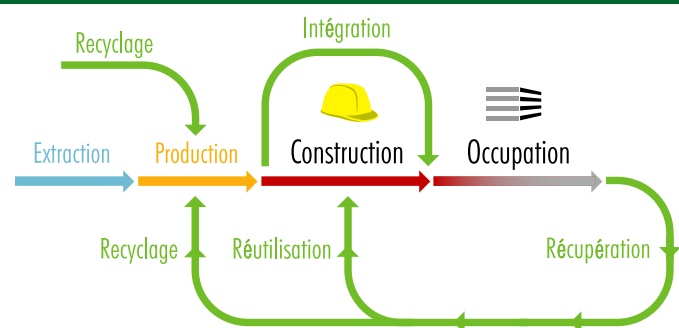 Intégration
Recyclage
Extraction
Production
Construction
Occupation
Recyclage
Réutilisation
Récupération